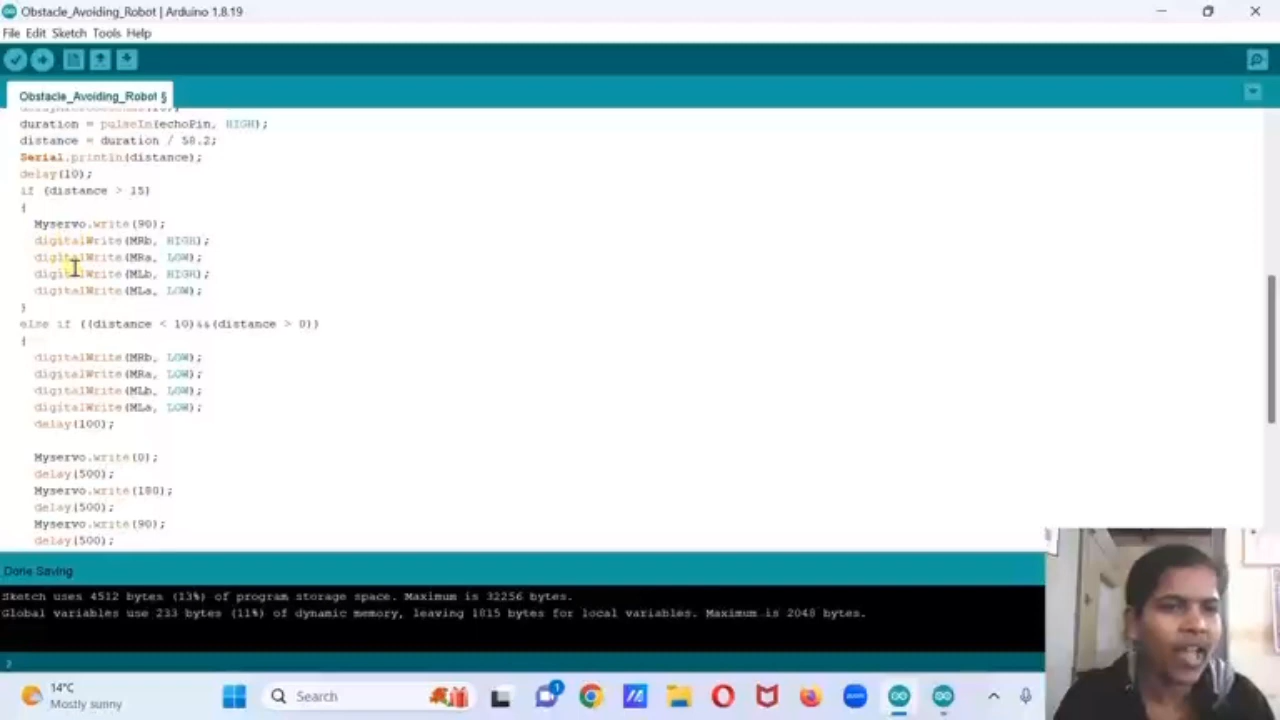 Obstacle_Avoiding_Robot | Arduino 1.8.19
File Edit Sketch Tools Help
Obstacle_Avoiding_Robot §
duration = pulseIn(echoPin, HIGH);
distance = duration / 58.2;
Serial.println(distance);
delay(10);
if (distance > 15)
{
Myservo.write(90);
digitalWrite(MRb, HIGH);
digitalWrite(MRa, LOW);
digitalWrite(MLb, HIGH);
digitalWrite(MLa, LOW);
}
else if ((distance < 10)&&(distance > 0))
{
digitalWrite(MRb, LOW);
digitalWrite(MRa, LOW);
digitalWrite(MLb, LOW);
digitalWrite(MLa, LOW);
delay(100);
Myservo.write(0);
delay(500);
Myservo.write(180);
delay(500);
Myservo.write(90);
delay(500);
Done Saving
Sketch uses 4512 bytes (13%) of program storage space. Maximum is 32256 bytes.
Global variables use 233 bytes (11%) of dynamic memory, leaving 1815 bytes for local variables. Maximum is 2048 bytes.
14°C
Mostly sunny
Search
1